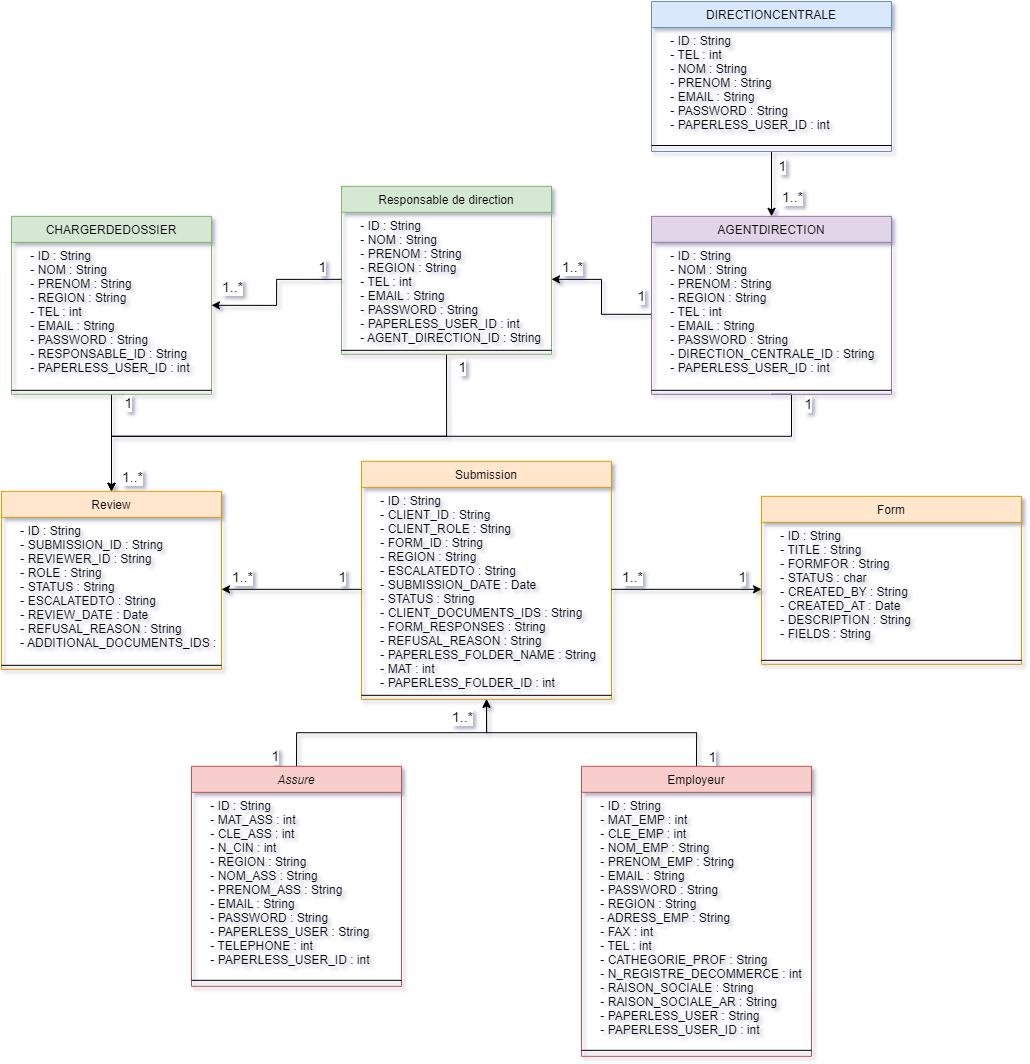 DIRECTIONCENTRALE
- ID : String
- TEL : int
- NOM : String
- PRENOM : String
- EMAIL : String
- PASSWORD : String
- PAPERLESS_USER_ID : int
1
1..*
Responsable de direction
- ID : String
- NOM : String
- PRENOM : String
- REGION : String
- TEL : int
- EMAIL : String
- PASSWORD : String
- PAPERLESS_USER_ID : int
- AGENT_DIRECTION_ID : String
CHARGERDEDOSSIER
- ID : String
- NOM : String
- PRENOM : String
- REGION : String
- TEL : int
- EMAIL : String
- PASSWORD : String
- RESPONSABLE_ID : String
- PAPERLESS_USER_ID : int
AGENTDIRECTION
- ID : String
- NOM : String
- PRENOM : String
- REGION : String
- TEL : int
- EMAIL : String
- PASSWORD : String
- DIRECTION_CENTRALE_ID : String
- PAPERLESS_USER_ID : int
1..*
1
1..*
1
1
1
1
1..*
Review
- ID : String
- SUBMISSION_ID : String
- REVIEWER_ID : String
- ROLE : String
- STATUS : String
- ESCALATEDTO : String
- REVIEW_DATE : Date
- REFUSAL_REASON : String
- ADDITIONAL_DOCUMENTS_IDS :
1..*
1
Submission
- ID : String
- CLIENT_ID : String
- CLIENT_ROLE : String
- FORM_ID : String
- REGION : String
- ESCALATEDTO : String
- SUBMISSION_DATE : Date
- STATUS : String
- CLIENT_DOCUMENTS_IDS : String
- FORM_RESPONSES : String
- REFUSAL_REASON : String
- PAPERLESS_FOLDER_NAME : String
- MAT : int
- PAPERLESS_FOLDER_ID : int
1..*
1
Form
- ID : String
- TITLE : String
- FORMFOR : String
- STATUS : char
- CREATED_BY : String
- CREATED_AT : Date
- DESCRIPTION : String
- FIELDS : String
1..*
1
1
Assure
- ID : String
- MAT_ASS : int
- CLE_ASS : int
- N_CIN : int
- REGION : String
- NOM_ASS : String
- PRENOM_ASS : String
- EMAIL : String
- PASSWORD : String
- PAPERLESS_USER : String
- TELEPHONE : int
- PAPERLESS_USER_ID : int
Employeur
- ID : String
- MAT_EMP : int
- CLE_EMP : int
- NOM_EMP : String
- PRENOM_EMP : String
- EMAIL : String
- PASSWORD : String
- REGION : String
- ADRESS_EMP : String
- FAX : int
- TEL : int
- CATHEGORIE_PROF : String
- N_REGISTRE_DECOMMERCE : int
- RAISON_SOCIALE : String
- RAISON_SOCIALE_AR : String
- PAPERLESS_USER : String
- PAPERLESS_USER_ID : int